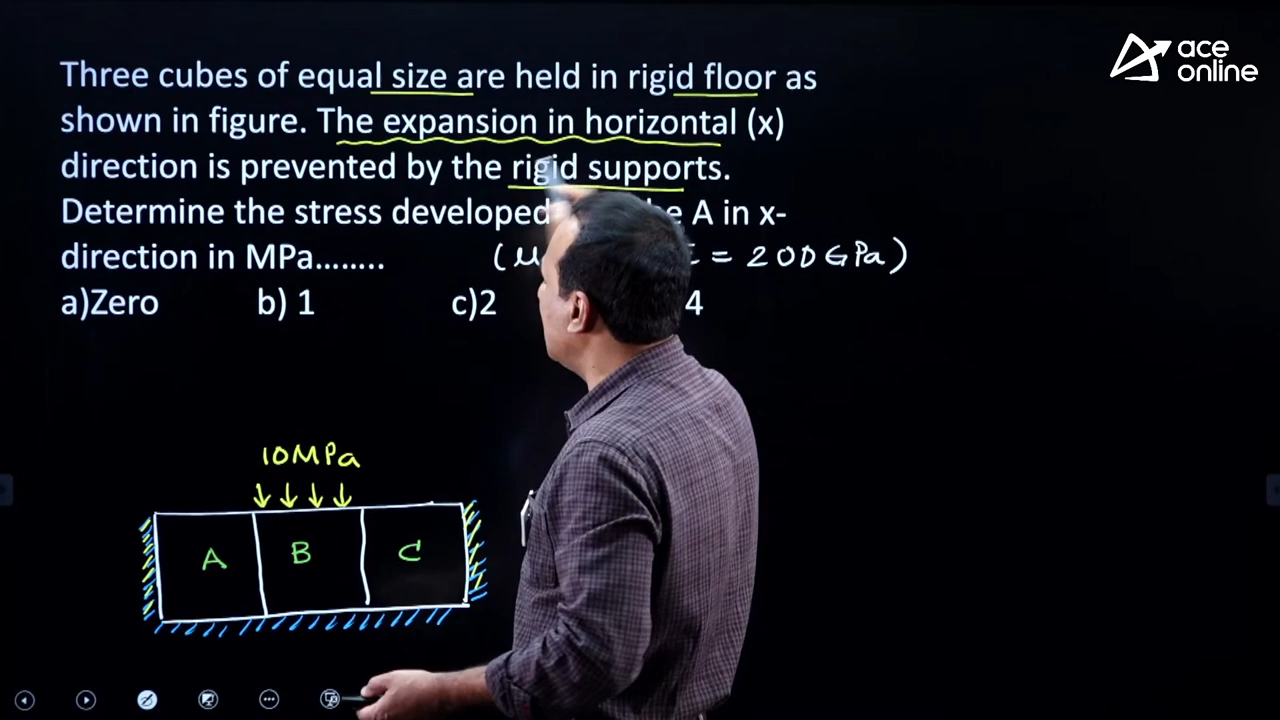 ace
online
Three cubes of equal size are held in rigid floor as
shown in figure. The expansion in horizontal (x)
direction is prevented by the rigid supports.
Determine the stress developed A in x-
direction in MPa........ (μ = 200 GPa)
a)Zero b) 1 c)2 4
10MPa
A B C